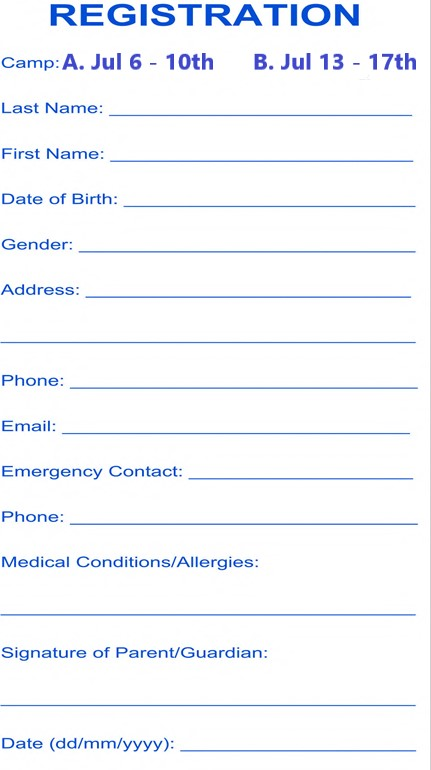 REGISTRATION
Camp: A. Jul 6 - 10th B. Jul 13 - 17th
Last Name:
First Name:
Date of Birth:
Gender:
Address:
Phone:
Email:
Emergency Contact:
Phone:
Medical Conditions/Allergies:
Signature of Parent/Guardian:
Date (dd/mm/yyyy):